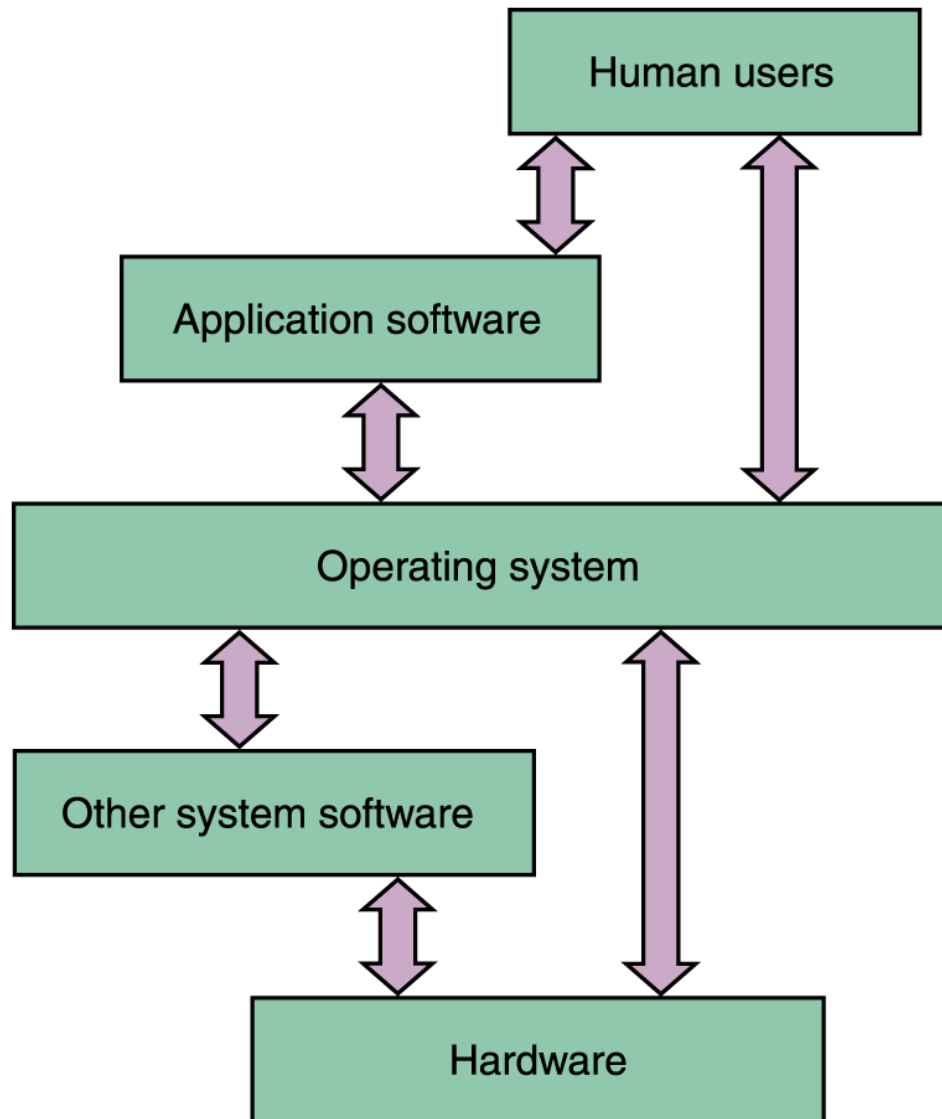 Human users
Application software
Operating system
Other system software
Hardware